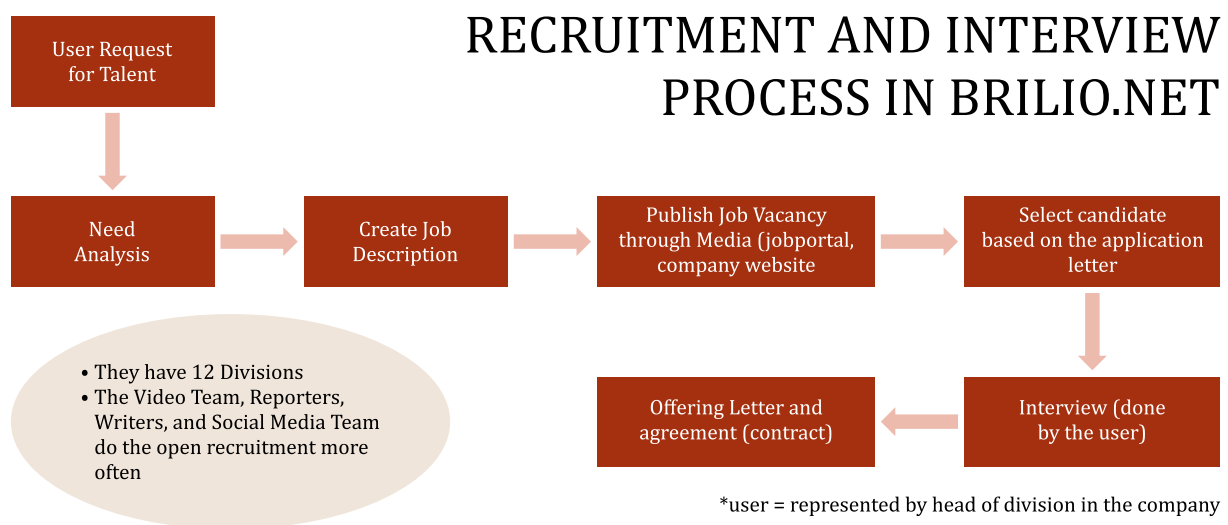 RECRUITMENT AND INTERVIEW
PROCESS IN BRILIO.NET
User Request
for Talent
Need
Analysis
Create Job
Description
Publish Job Vacancy
through Media (jobportal,
company website
Select candidate
based on the application
letter
Interview (done
by the user)
Offering Letter and
agreement (contract)
• They have 12 Divisions
• The Video Team, Reporters,
Writers, and Social Media Team
do the open recruitment more
often
*user = represented by head of division in the company